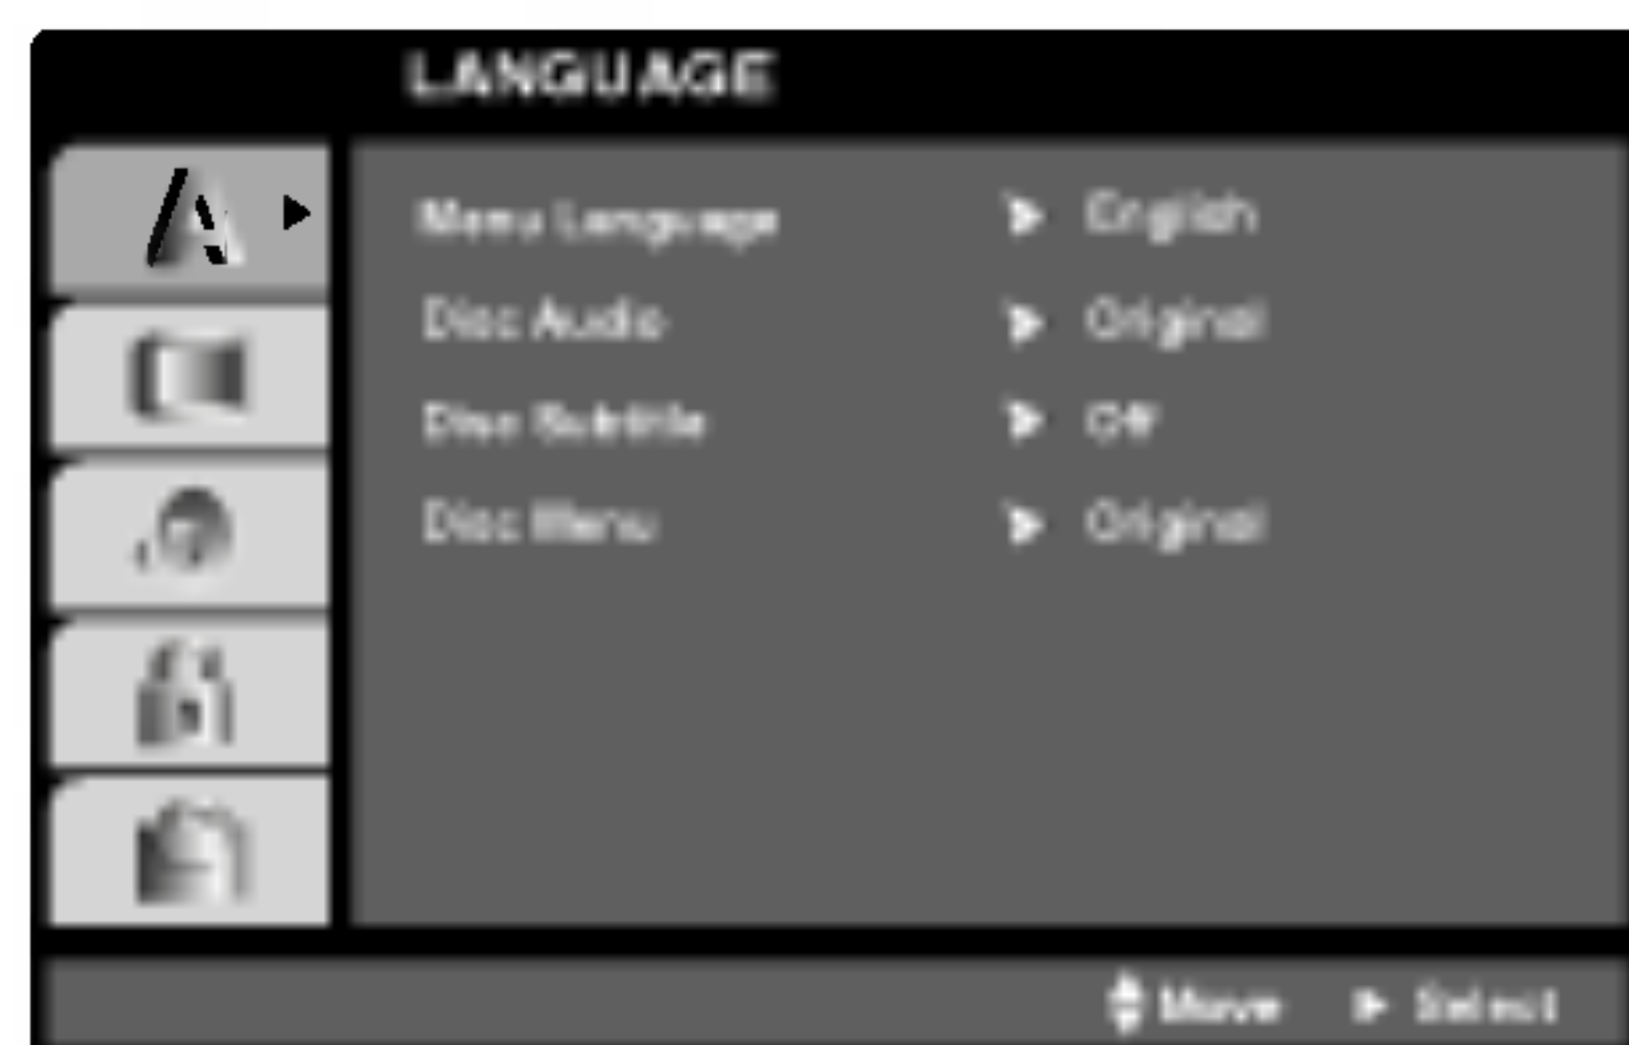 LANGUAGE
Menu Language ► English
Disc Audio ► Original
Disc Subtitle ► Off
Disc Menu ► Original
Move ► Select